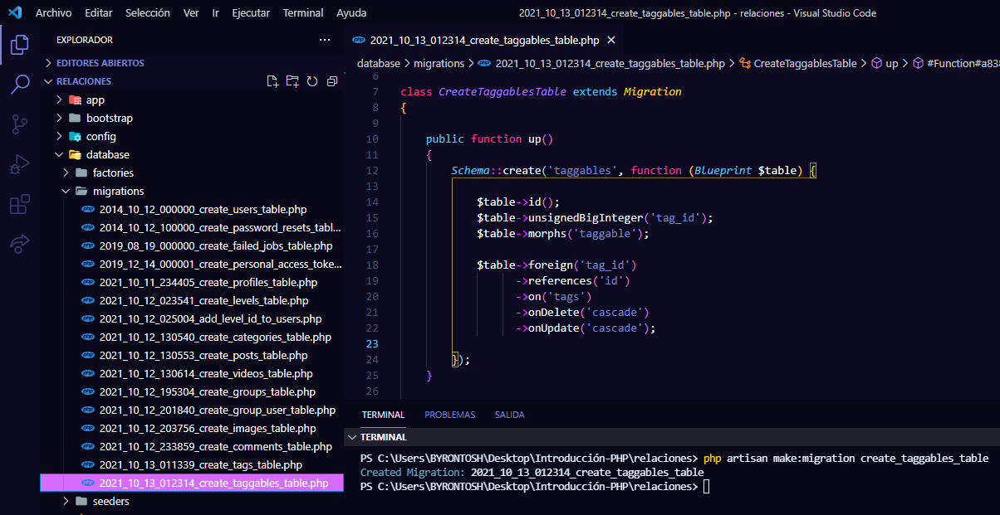 Archivo Editar Selección Ver Ir Ejecutar Terminal Ayuda 2021_10_13_012314_create_taggables_table.php - relaciones - Visual Studio Code
EXPLORADOR ...
EDITORES ABIERTOS
RELACIONES
app
bootstrap
config
database
factories
migrations
2014_10_12_000000_create_users_table.php
2014_10_12_100000_create_password_resets_tabl...
2019_08_19_000000_create_failed_jobs_table.php
2019_12_14_000001_create_personal_access_toke...
2021_10_11_234405_create_profiles_table.php
2021_10_12_023541_create_levels_table.php
2021_10_12_025004_add_level_id_to_users.php
2021_10_12_130540_create_categories_table.php
2021_10_12_130553_create_posts_table.php
2021_10_12_130614_create_videos_table.php
2021_10_12_195304_create_groups_table.php
2021_10_12_201840_create_group_user_table.php
2021_10_12_203756_create_images_table.php
2021_10_12_233859_create_comments_table.php
2021_10_13_011339_create_tags_table.php
2021_10_13_012314_create_taggables_table.php
seeders
php 2021_10_13_012314_create_taggables_table.php ×
database > migrations > php 2021_10_13_012314_create_taggables_table.php > CreateTaggablesTable > up > #Function#a83
6
7 class CreateTaggablesTable extends Migration
8 {
9
10 public function up()
11 {
12 Schema::create('taggables', function (Blueprint $table) {
13
14 $table->id();
15 $table->unsignedBigInteger('tag_id');
16 $table->morphs('taggable');
17
18 $table->foreign('tag_id')
19 ->references('id')
20 ->on('tags')
21 ->onDelete('cascade')
22 ->onUpdate('cascade');
23
24 });
25 }
26
TERMINAL PROBLEMAS SALIDA
TERMINAL
PS C:\Users\BYRONTOSH\Desktop\Introducción-PHP\relaciones> php artisan make:migration create_taggables_table
Created Migration: 2021_10_13_012314_create_taggables_table
PS C:\Users\BYRONTOSH\Desktop\Introducción-PHP\relaciones>